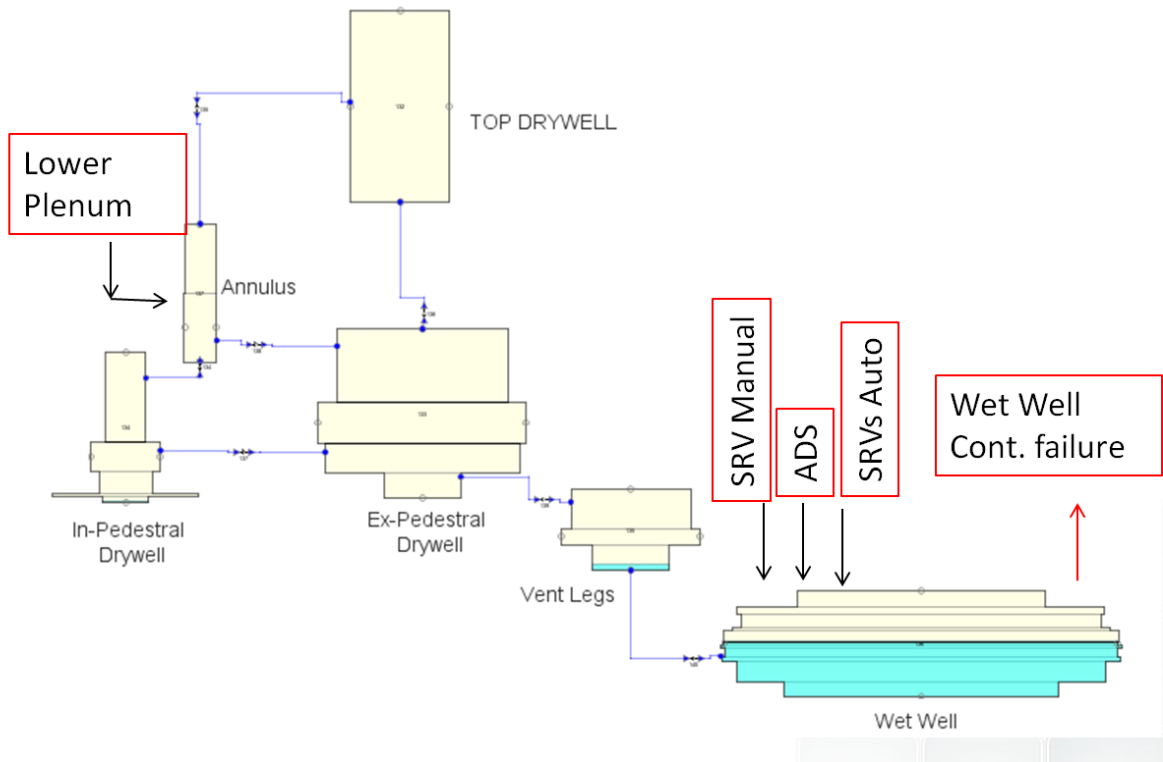 TOP DRYWELL
Lower
Plenum
Annulus
In-Pedestral
Drywell
Ex-Pedestral
Drywell
Vent Legs
SRV Manual
ADS
SRVs Auto
Wet Well
Cont. failure
Wet Well